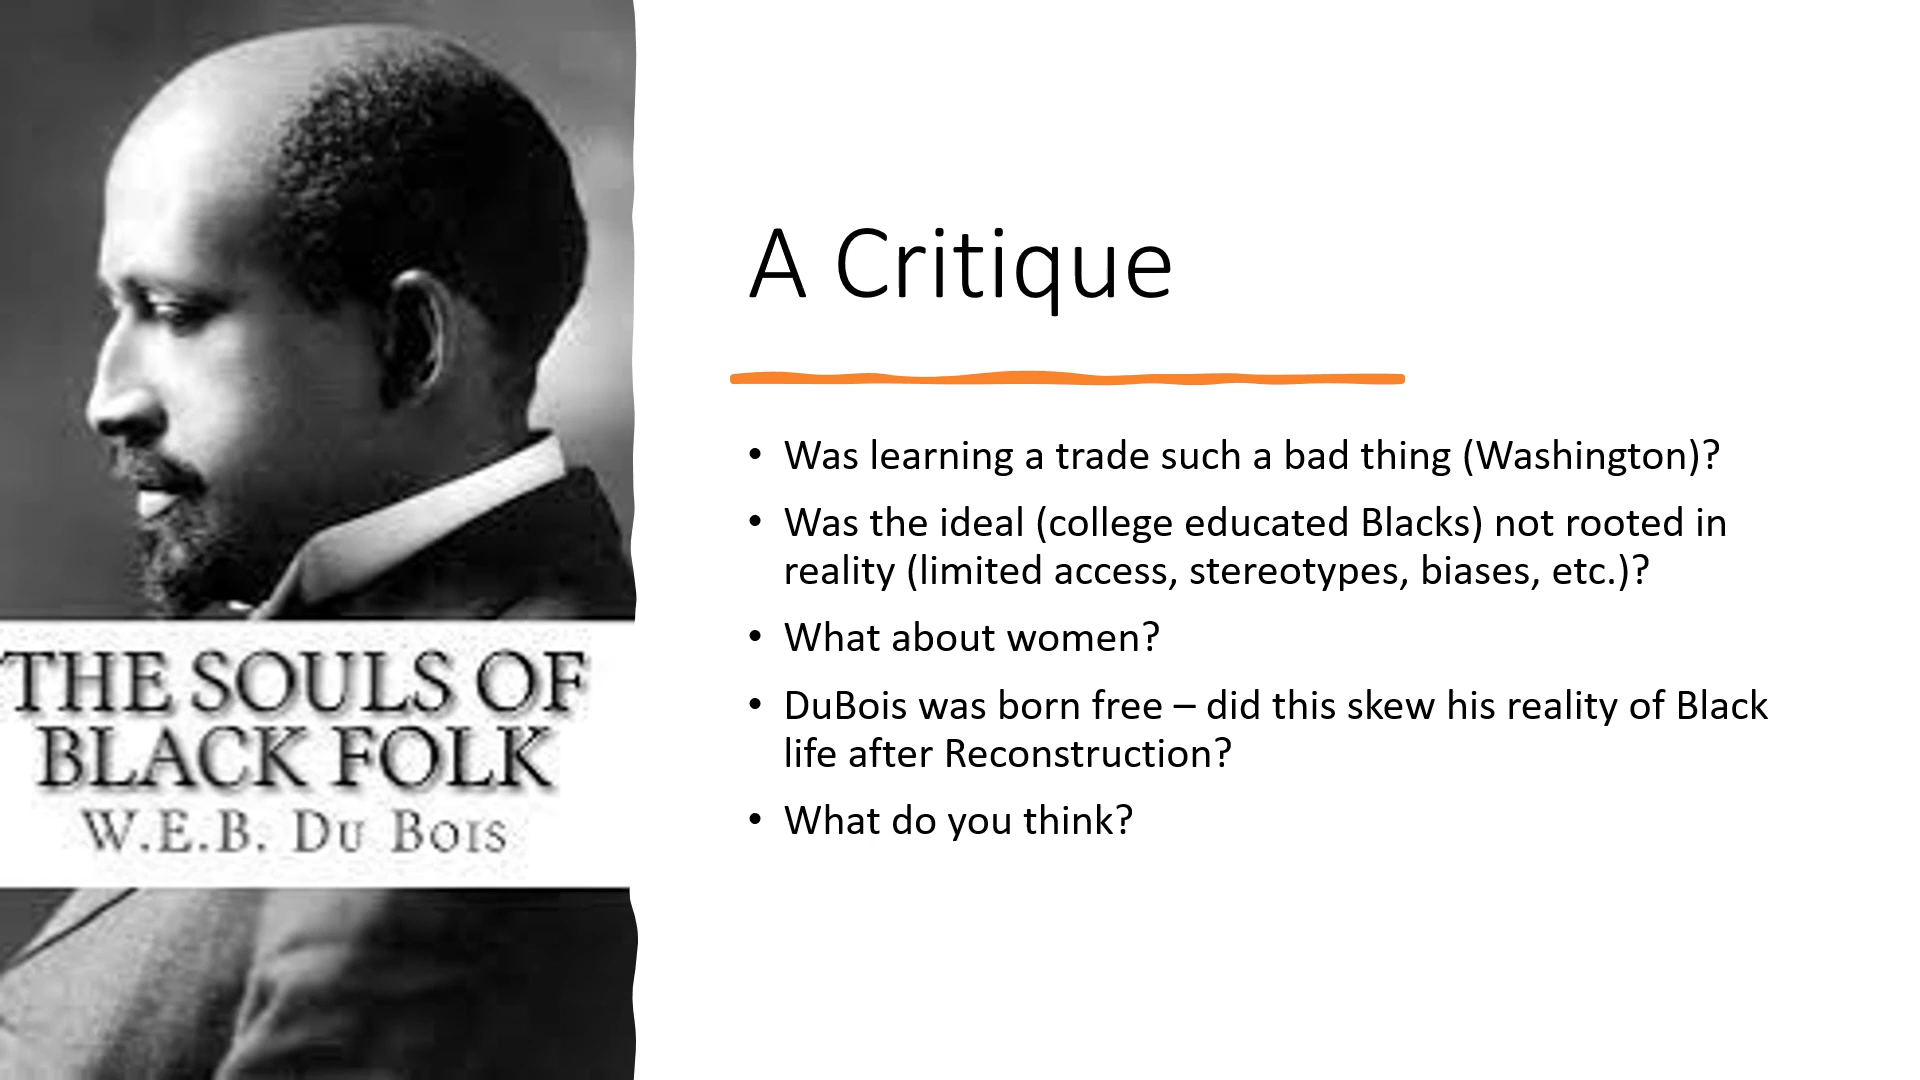 THE SOULS OF
BLACK FOLK
W.E.B. DU BOIS
A Critique
• Was learning a trade such a bad thing (Washington)?
• Was the ideal (college educated Blacks) not rooted in
reality (limited access, stereotypes, biases, etc.)?
• What about women?
• DuBois was born free – did this skew his reality of Black
life after Reconstruction?
• What do you think?